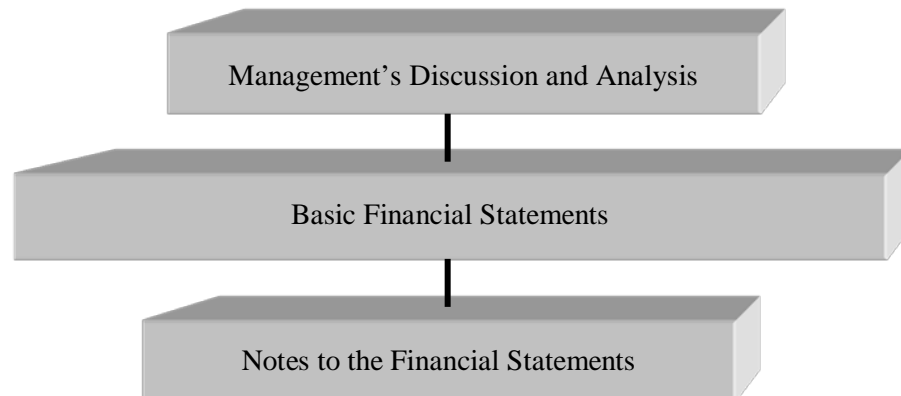 Management’s Discussion and Analysis
Basic Financial Statements
Notes to the Financial Statements